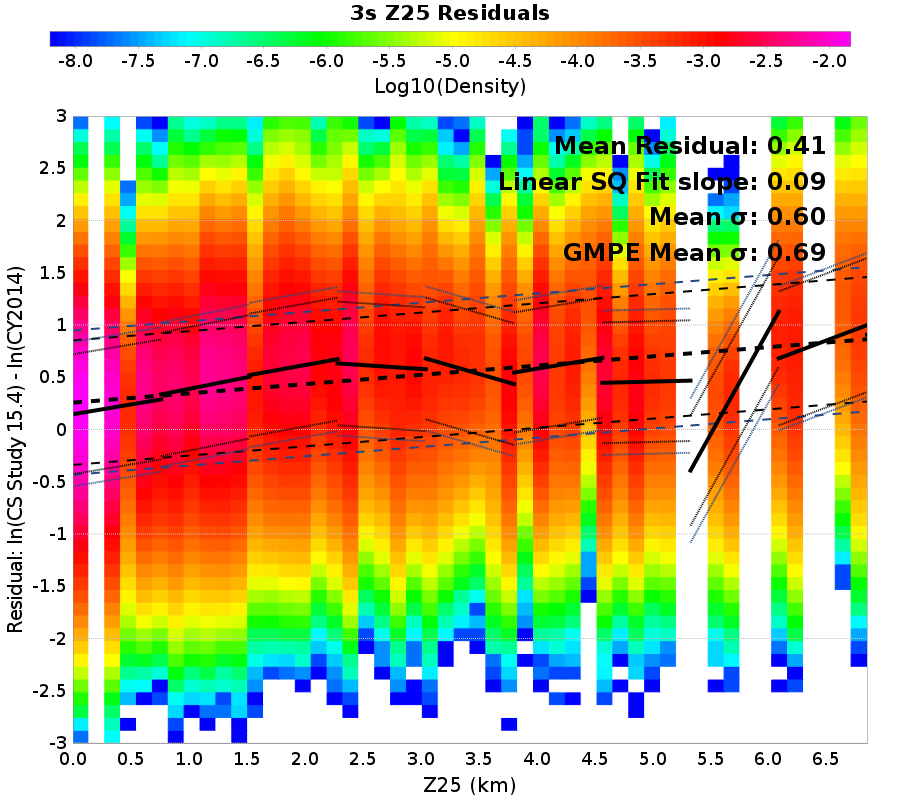 3s Z25 Residuals
-8.0 -7.5 -7.0 -6.5 -6.0 -5.5 -5.0 -4.5 -4.0 -3.5 -3.0 -2.5 -2.0
Log10(Density)
Mean Residual: 0.41
Linear SQ Fit slope: 0.09
Mean σ: 0.60
GMPE Mean σ: 0.69
Residual: ln(CS Study 15.4) -ln(CY2014)
3
2.5
2
1.5
1
0.5
0
-0.5
-1
-1.5
-2
-2.5
-3
0.0 0.5 1.0 1.5 2.0 2.5 3.0 3.5 4.0 4.5 5.0 5.5 6.0 6.5
Z25 (km)